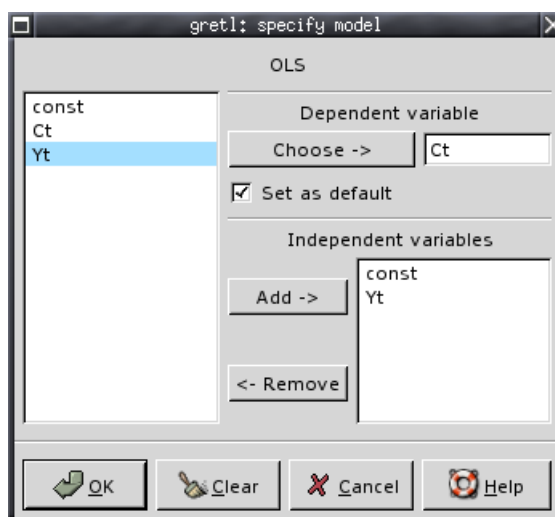 gretl: specify model
OLS
const
Ct
Yt
Dependent variable
Choose ->
Ct
Set as default
Independent variables
Add ->
<- Remove
const
Yt
OK
Clear
Cancel
Help